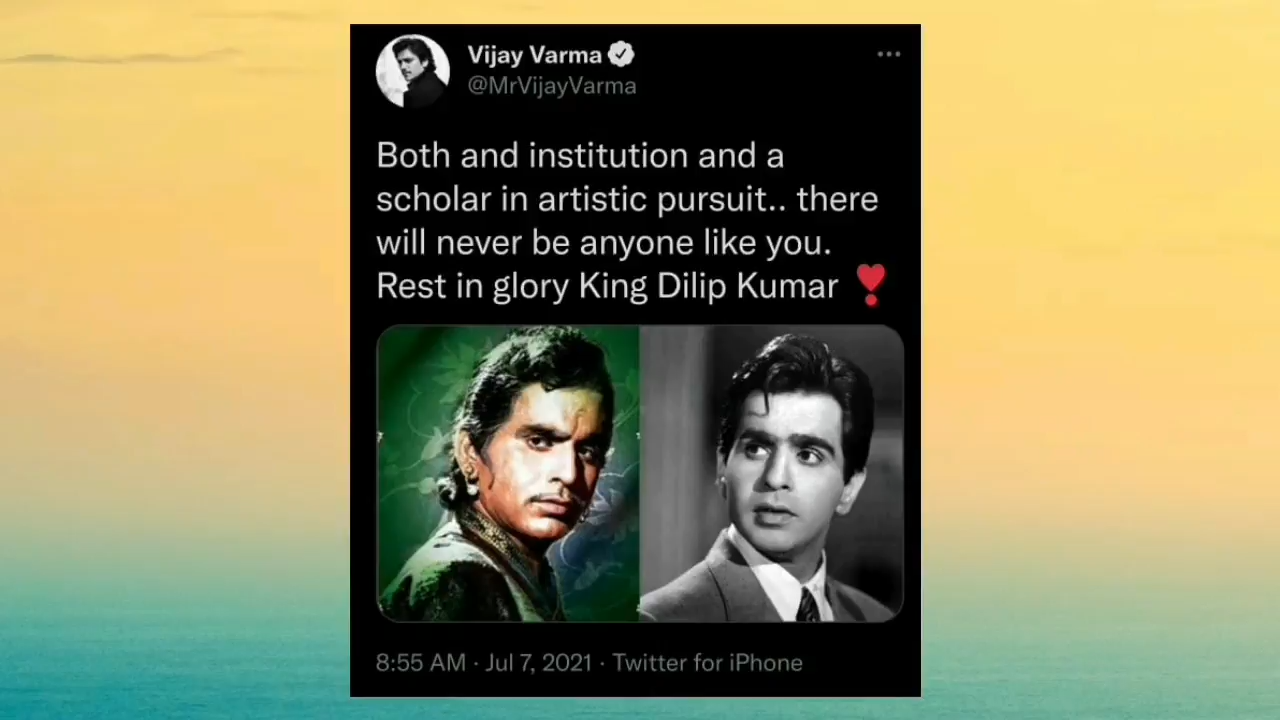 Vijay Varma
@MrVijayVarma
Both and institution and a
scholar in artistic pursuit.. there
will never be anyone like you.
Rest in glory King Dilip Kumar ❣️
8:55 AM · Jul 7, 2021 · Twitter for iPhone